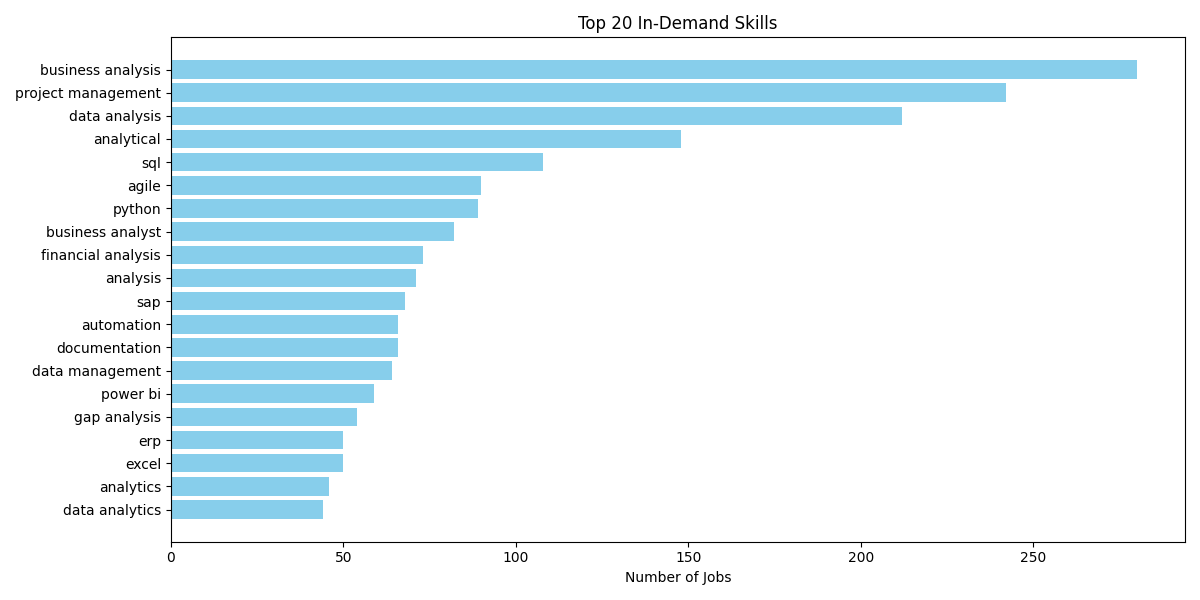 Top 20 In-Demand Skills
business analysis
project management
data analysis
analytical
sql
agile
python
business analyst
financial analysis
analysis
sap
automation
documentation
data management
power bi
gap analysis
erp
excel
analytics
data analytics
0 50 100 150 200 250
Number of Jobs